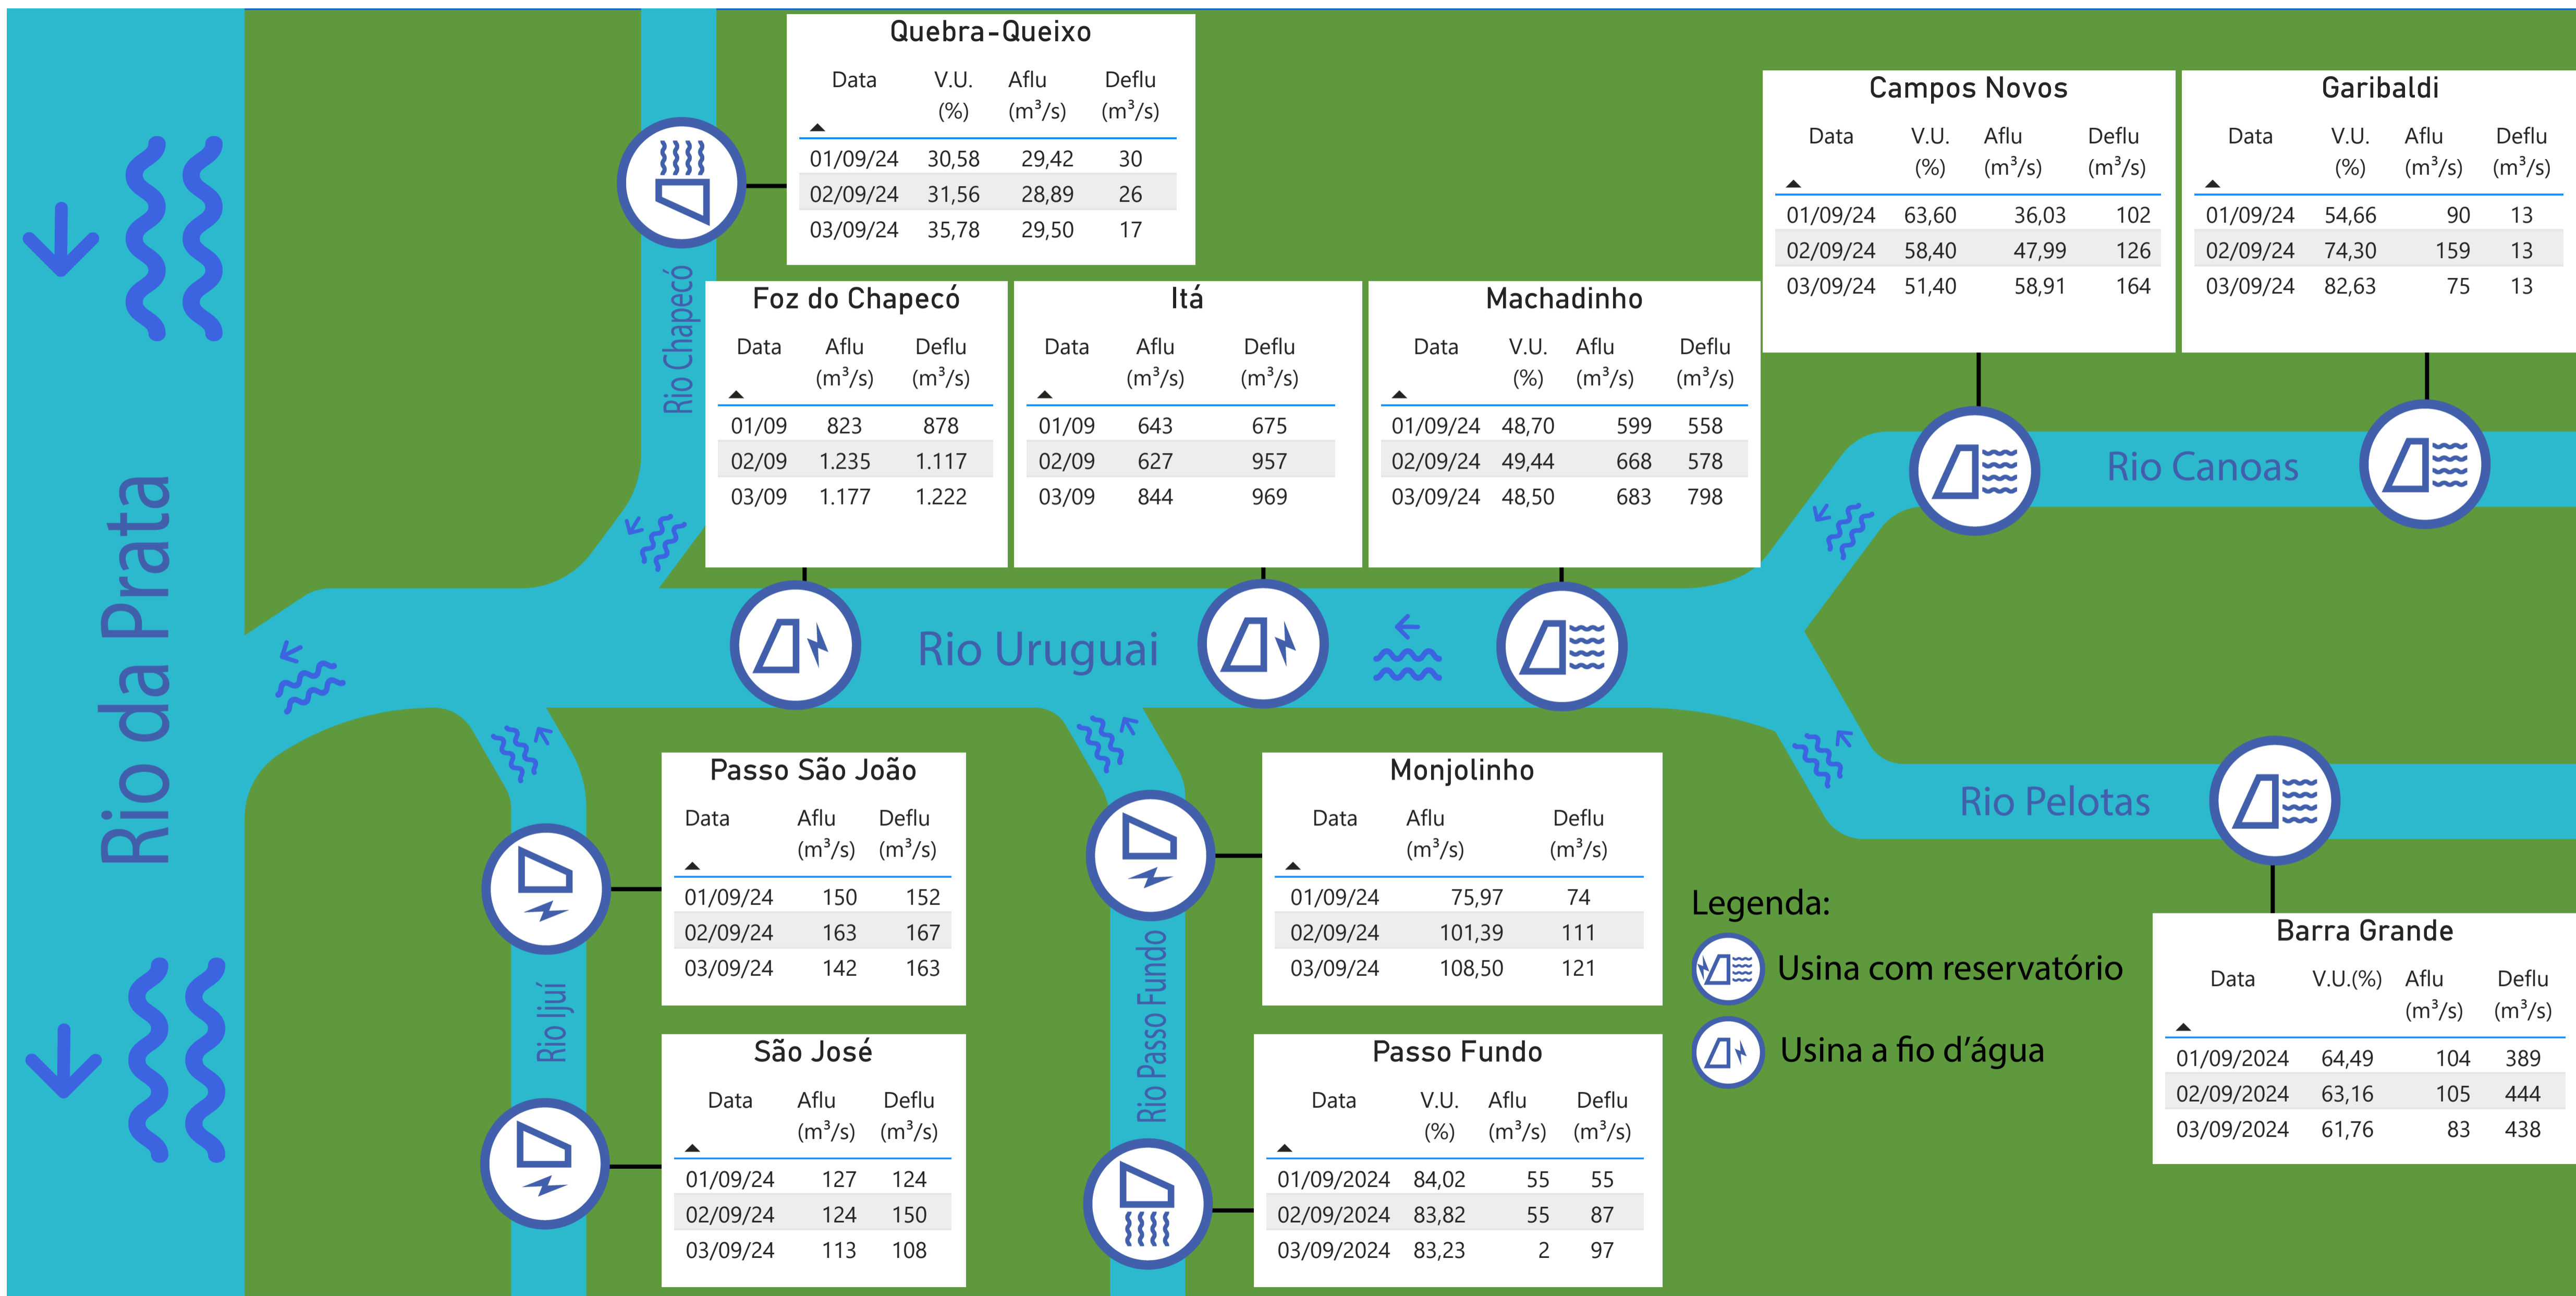 Quebra-Queixo
Data V.U. (%) Aflu (m³/s) Deflu (m³/s)
01/09/24 30,58 29,42 30
02/09/24 31,56 28,89 26
03/09/24 35,78 29,50 17
Campos Novos
Data V.U. (%) Aflu (m³/s) Deflu (m³/s)
01/09/24 63,60 36,03 102
02/09/24 58,40 47,99 126
03/09/24 51,40 58,91 164
Garibaldi
Data V.U. (%) Aflu (m³/s) Deflu (m³/s)
01/09/24 54,66 90 13
02/09/24 74,30 159 13
03/09/24 82,63 75 13
Rio Chapecó
Foz do Chapecó
Data Aflu (m³/s) Deflu (m³/s)
01/09 823 878
02/09 1.235 1.117
03/09 1.177 1.222
Itá
Data Aflu (m³/s) Deflu (m³/s)
01/09 643 675
02/09 627 957
03/09 844 969
Machadinho
Data V.U. (%) Aflu (m³/s) Deflu (m³/s)
01/09/24 48,70 599 558
02/09/24 49,44 668 578
03/09/24 48,50 683 798
Rio Canoas
Rio da Prata
Rio Uruguai
Rio Pelotas
Passo São João
Data Aflu (m³/s) Deflu (m³/s)
01/09/24 150 152
02/09/24 163 167
03/09/24 142 163
Monjolinho
Data Aflu (m³/s) Deflu (m³/s)
01/09/24 75,97 74
02/09/24 101,39 111
03/09/24 108,50 121
Rio Ijuí
Rio Passo Fundo
São José
Data Aflu (m³/s) Deflu (m³/s)
01/09/24 127 124
02/09/24 124 150
03/09/24 113 108
Passo Fundo
Data V.U. (%) Aflu (m³/s) Deflu (m³/s)
01/09/2024 84,02 55 55
02/09/2024 83,82 55 87
03/09/2024 83,23 2 97
Legenda:
Usina com reservatório
Usina a fio d’água
Barra Grande
Data V.U.(%) Aflu (m³/s) Deflu (m³/s)
01/09/2024 64,49 104 389
02/09/2024 63,16 105 444
03/09/2024 61,76 83 438